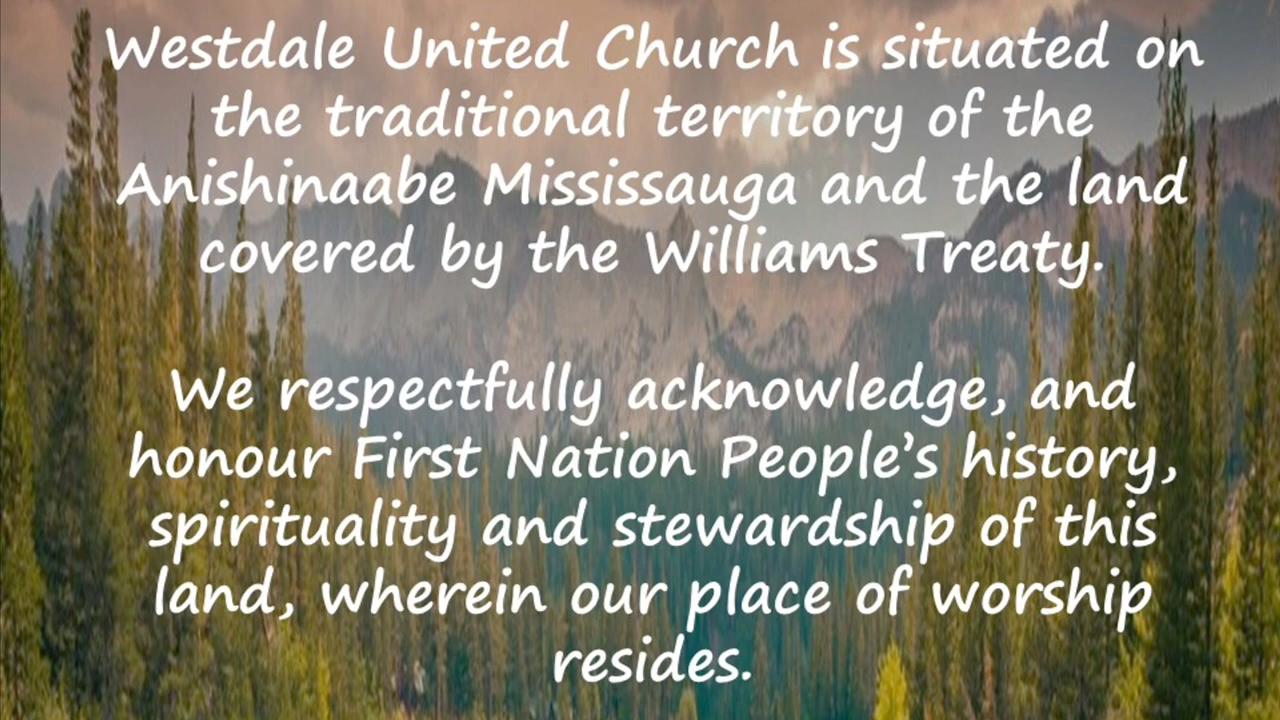 Westdale United Church is situated on
the traditional territory of the
Anishinaabe Mississauga and the land
covered by the Williams Treaty.
We respectfully acknowledge, and
honour First Nation People’s history,
spirituality and stewardship of this
land, wherein our place of worship
resides.